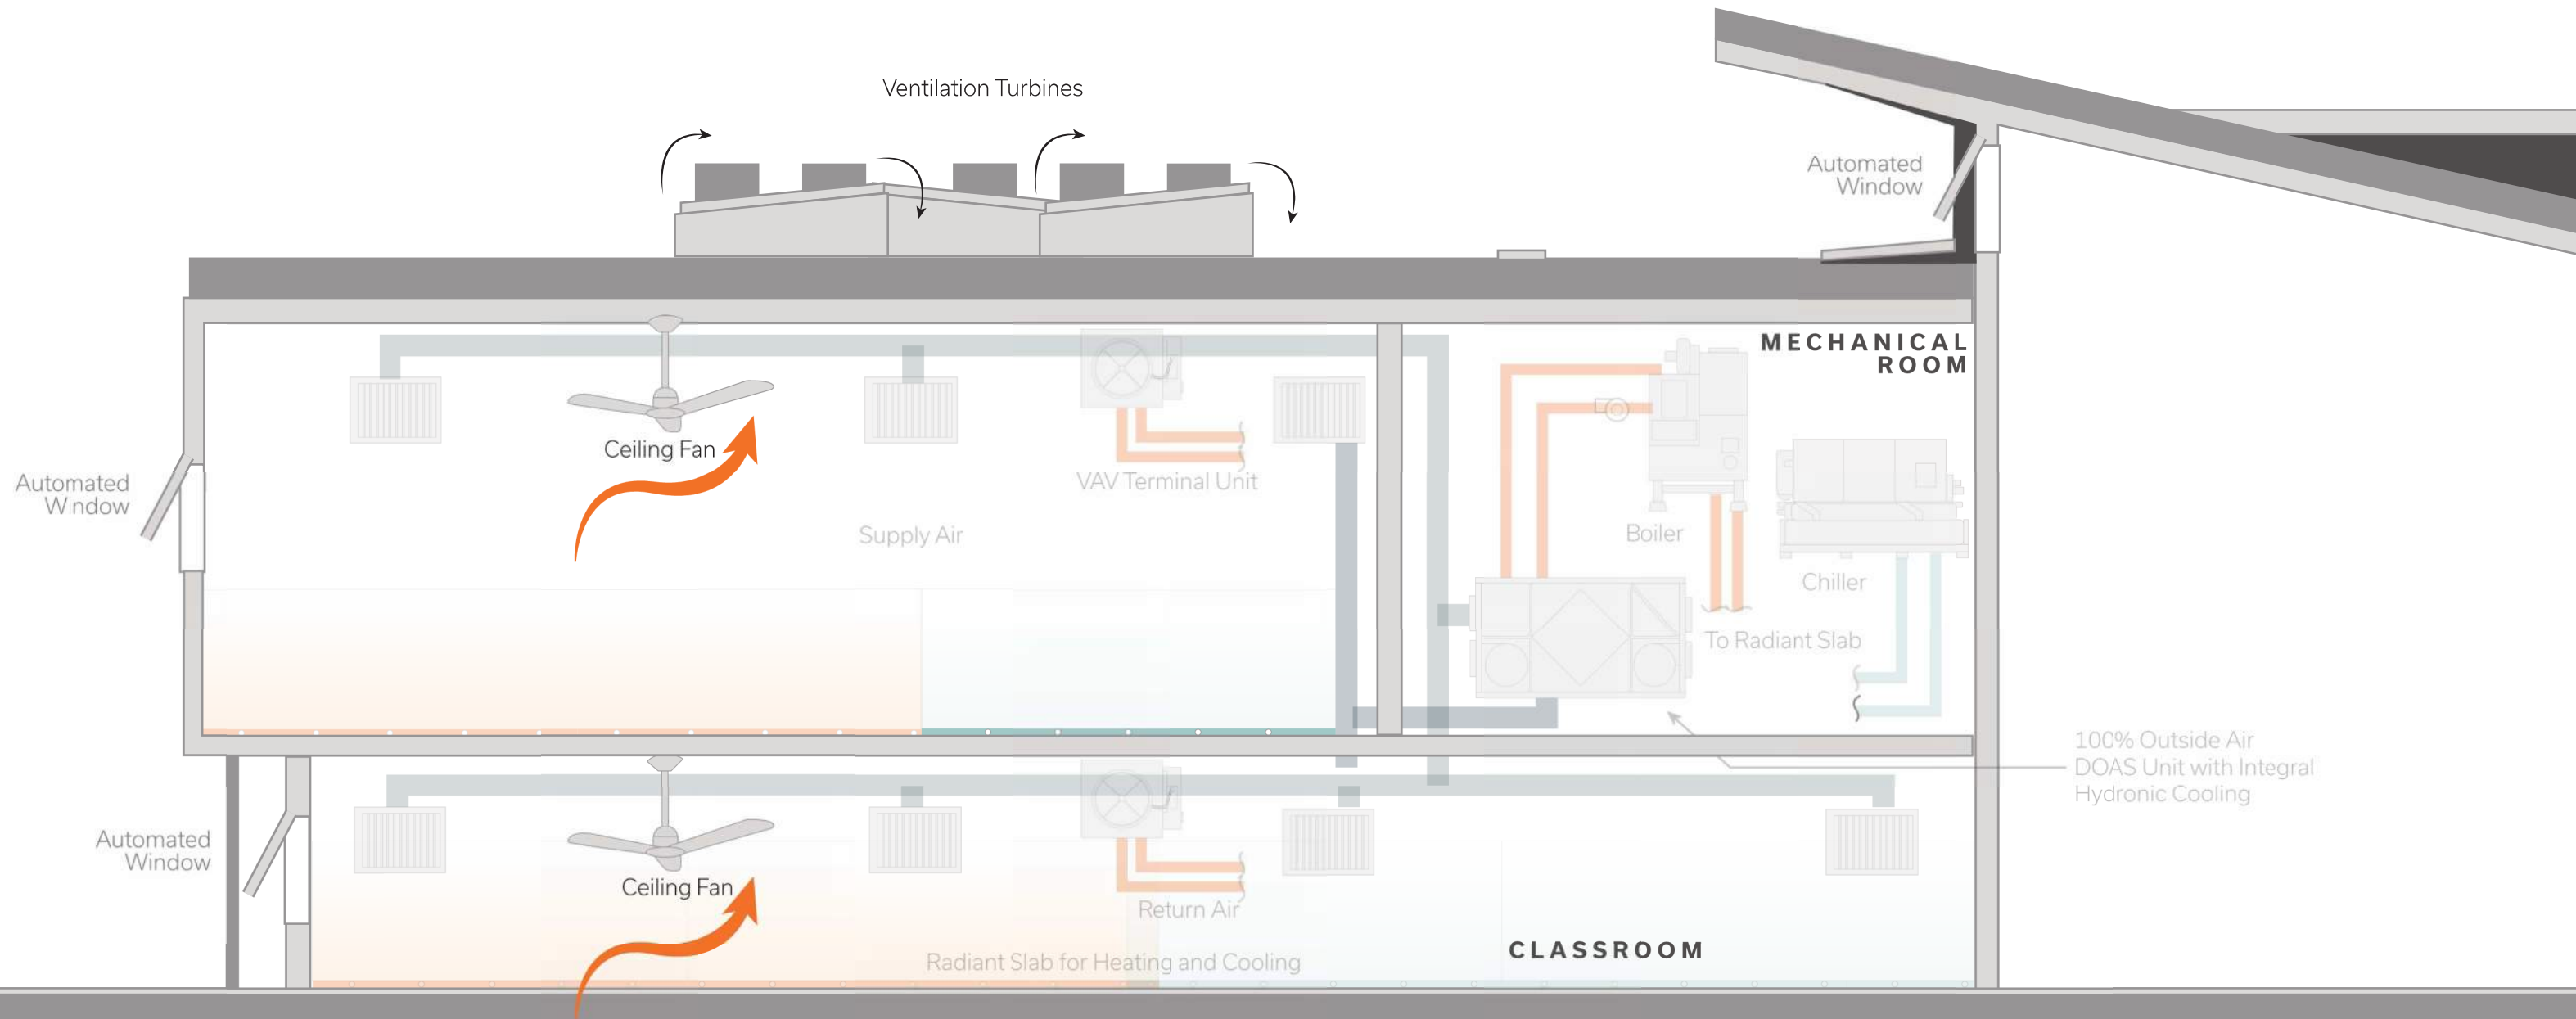 Ventilation Turbines
Automated
Window
MECHANICAL
ROOM
Ceiling Fan
Automated
Window
VAV Terminal Unit
Supply Air
Boiler
Chiller
To Radiant Slab
100% Outside Air
DOAS Unit with Integral
Hydronic Cooling
Automated
Window
Ceiling Fan
Return Air
CLASSROOM
Radiant Slab for Heating and Cooling